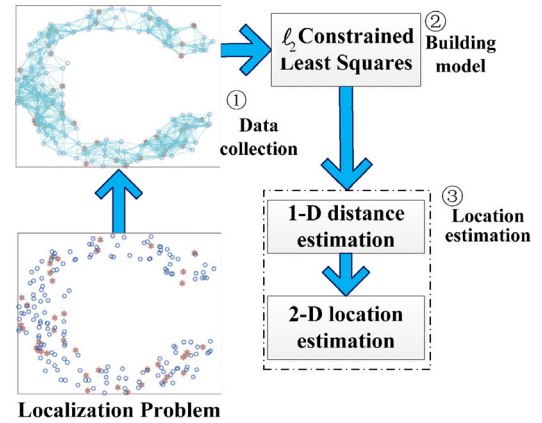 ℓ₂ Constrained
Least Squares
②
Building
model
①
Data
collection
③
Location
estimation
1-D distance
estimation
2-D location
estimation
Localization Problem